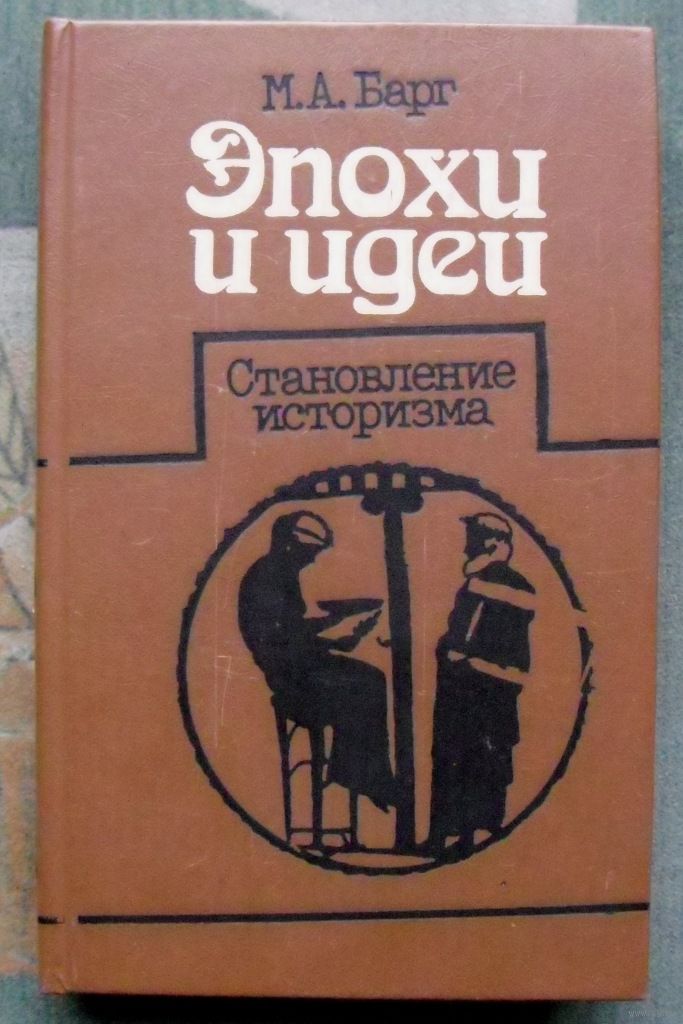 М.А. Барг
Эпохи
и идеи
Становление
историзма